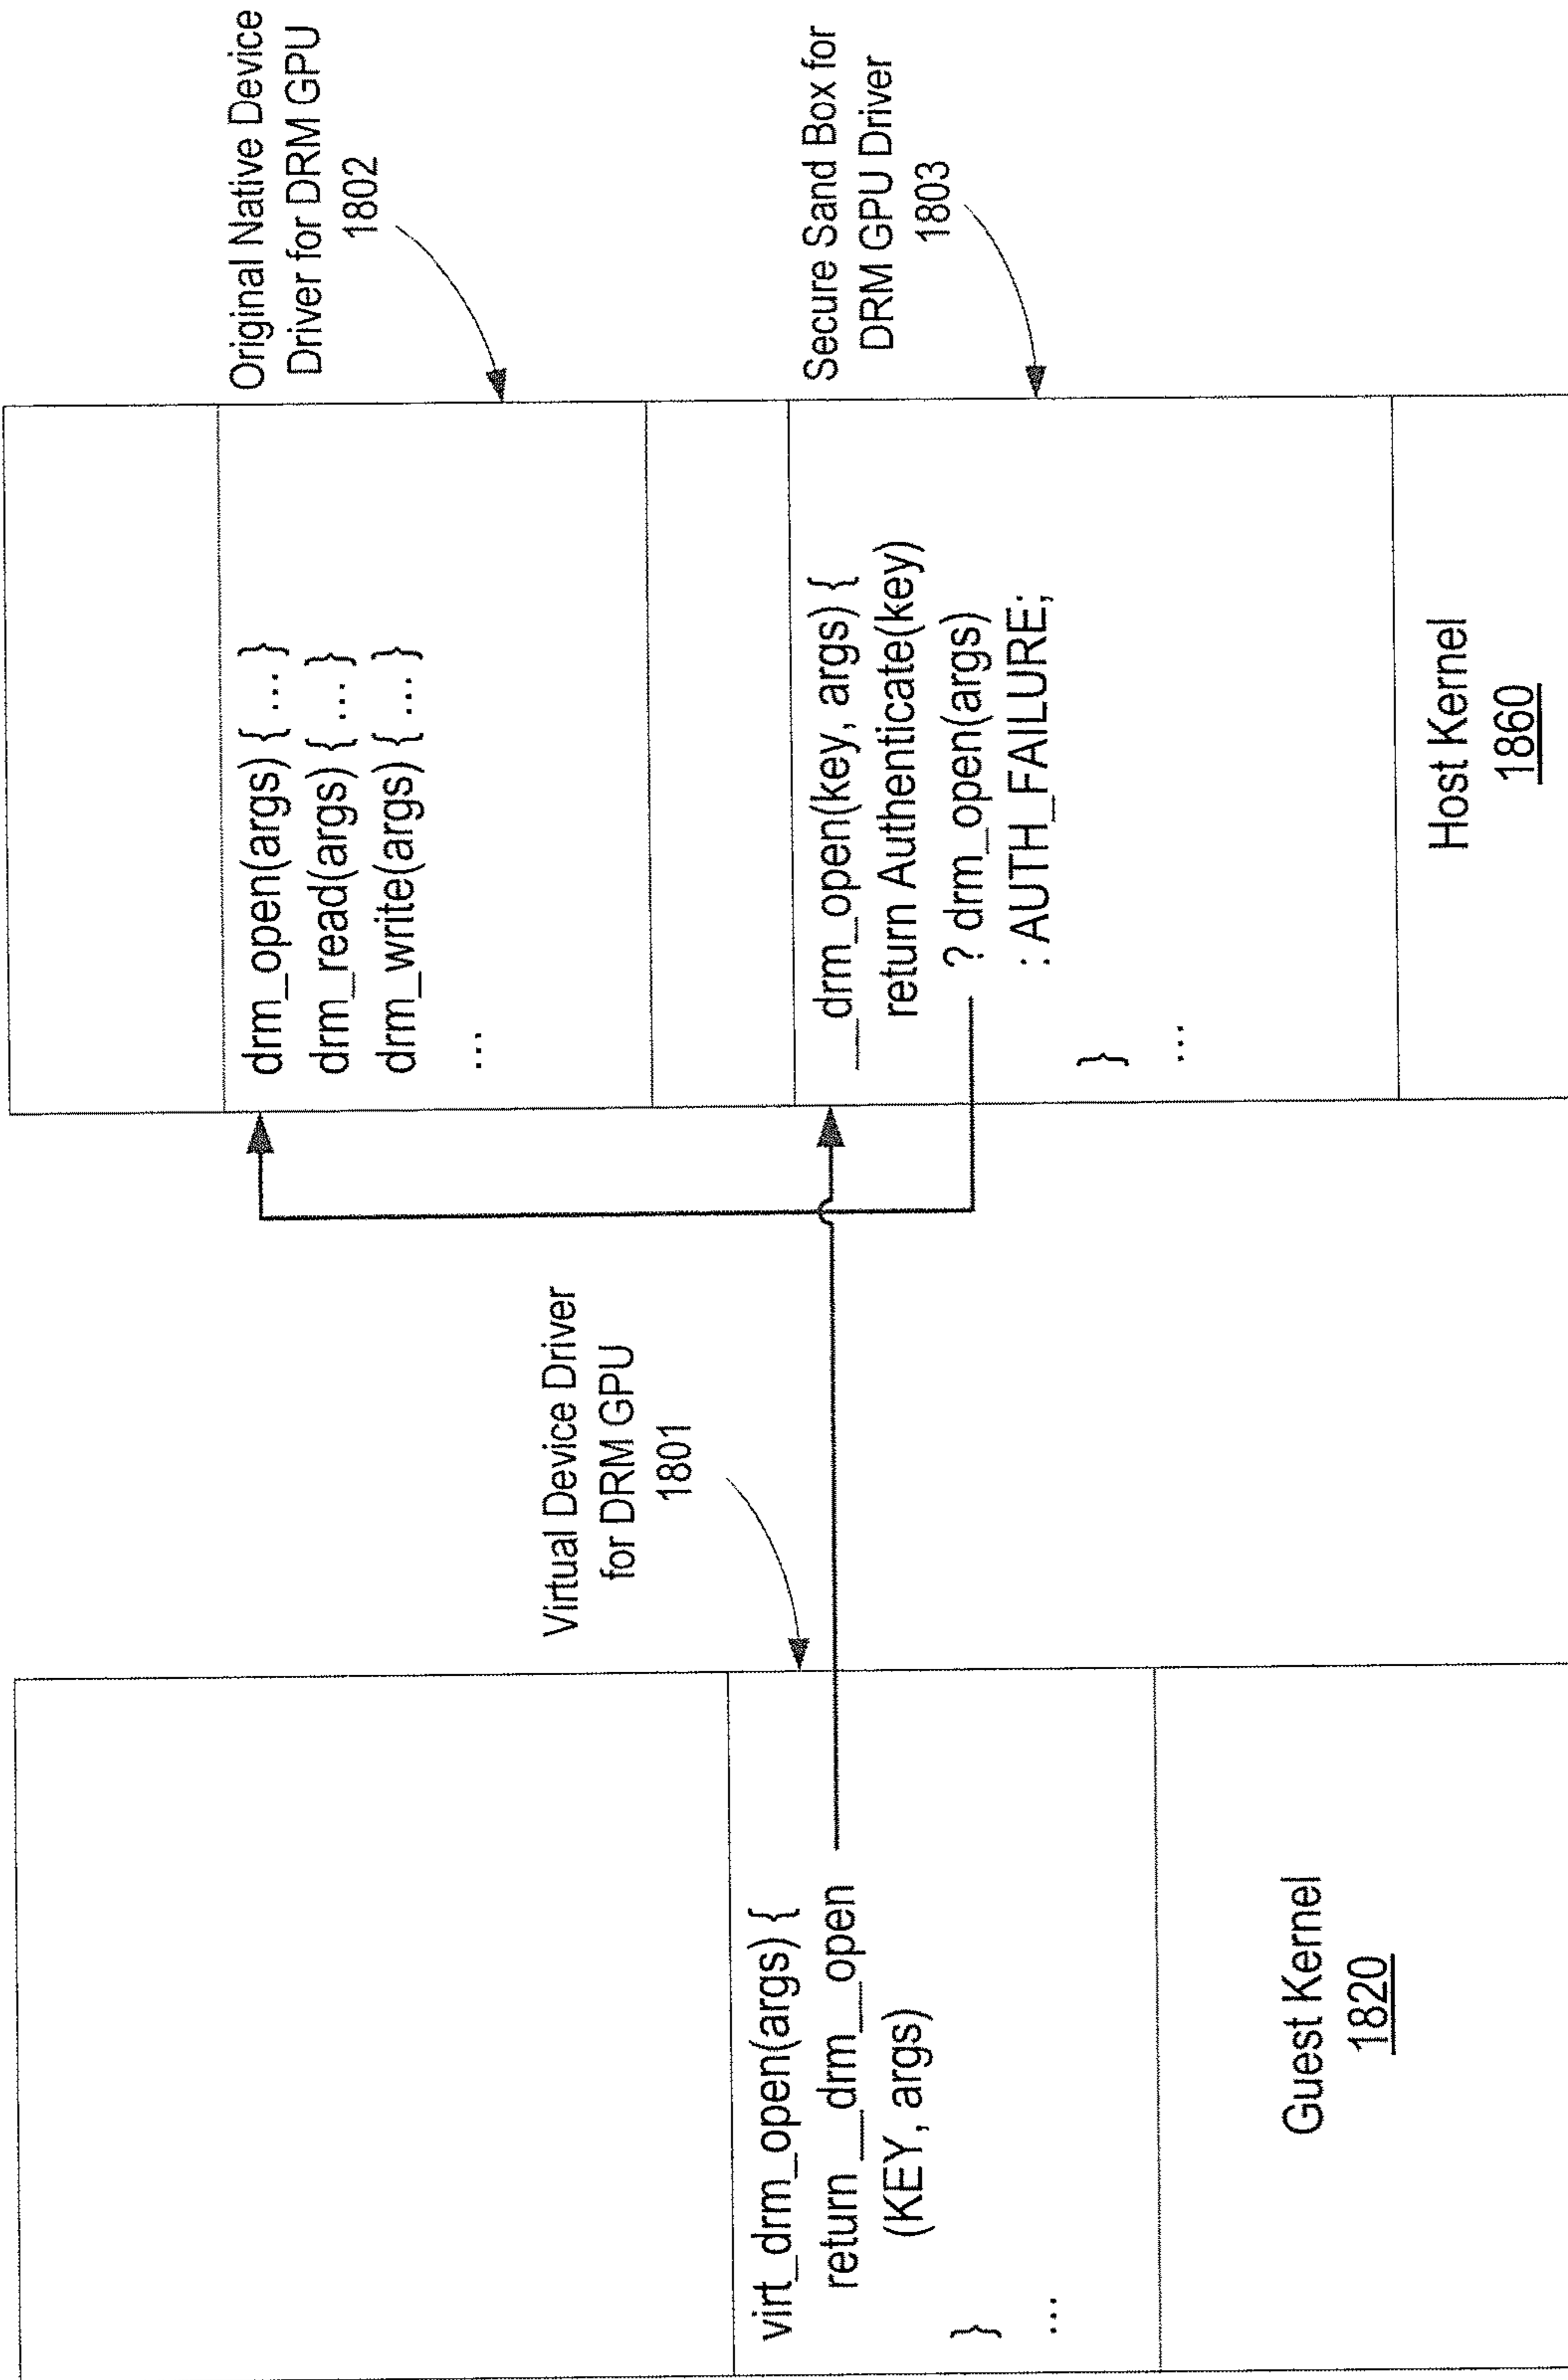 virt_drm_open(args) {
return __drm_open
(KEY, args)
}
...
Guest Kernel
1820
Virtual Device Driver
for DRM GPU
1801
drm_open(args) { ... }
drm_read(args) { ... }
drm_write(args) { ... }
...
__drm_open(key, args) {
return Authenticate(key)
? drm_open(args)
: AUTH_FAILURE;
}
...
Host Kernel
1860
Original Native Device
Driver for DRM GPU
1802
Secure Sand Box for
DRM GPU Driver
1803